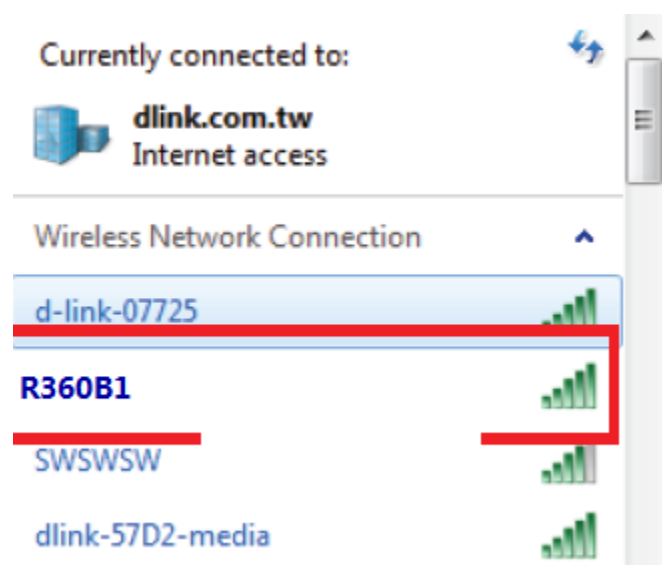 Currently connected to:
dlink.com.tw
Internet access
Wireless Network Connection
d-link-07725
R360B1
SWSWSW
dlink-57D2-media